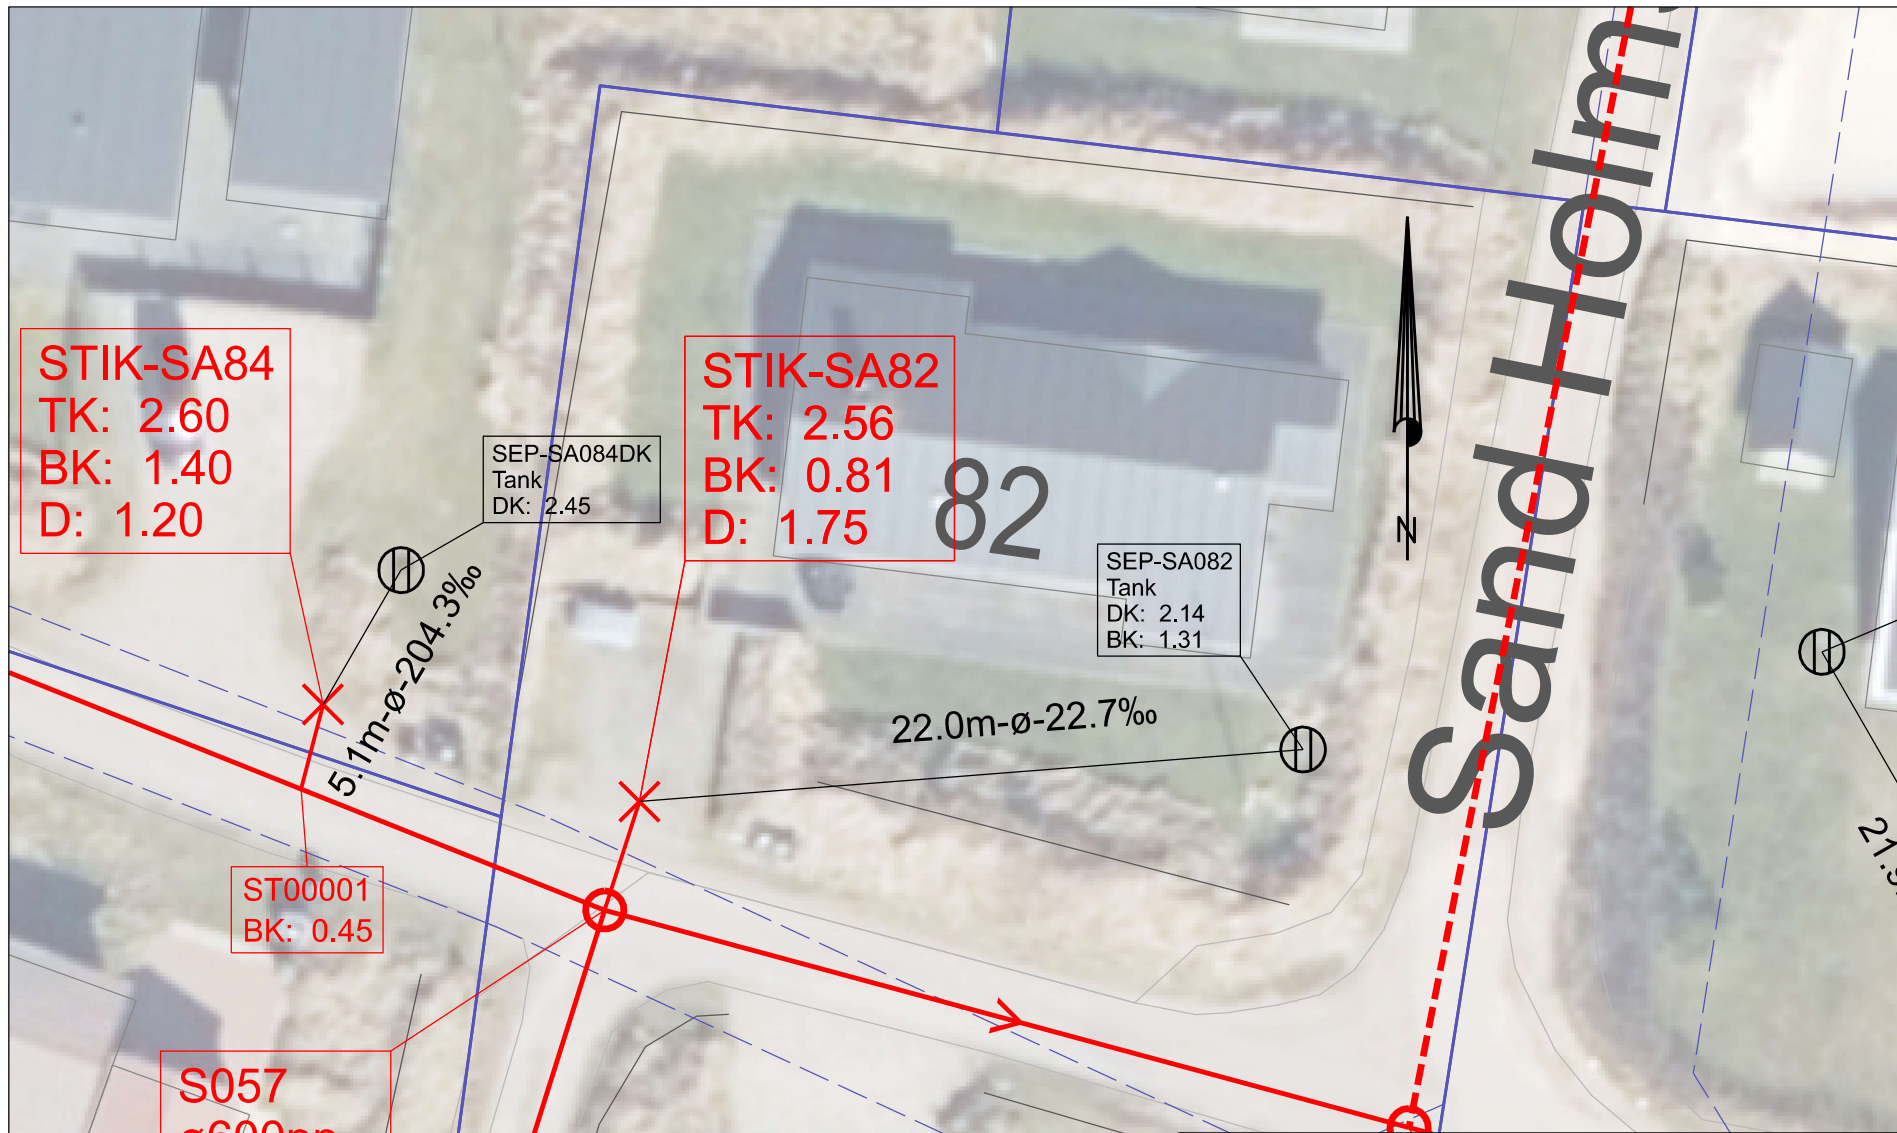 STIK-SA84
TK: 2.60
BK: 1.40
D: 1.20
SEP-SA084DK
Tank
DK: 2.45
STIK-SA82
TK: 2.56
BK: 0.81
D: 1.75
82
SEP-SA082
Tank
DK: 2.14
BK: 1.31
N
Sand Holm
5.1m-ø-204.3‰
22.0m-ø-22.7‰
ST00001
BK: 0.45
S057